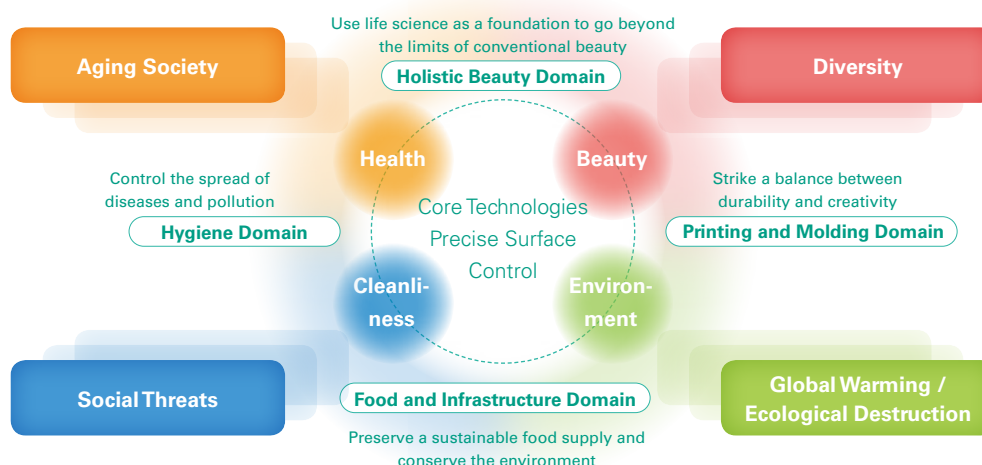 Use life science as a foundation to go beyond
the limits of conventional beauty
Holistic Beauty Domain
Aging Society
Diversity
Health
Beauty
Control the spread of
diseases and pollution
Hygiene Domain
Core Technologies
Precise Surface
Control
Strike a balance between
durability and creativity
Printing and Molding Domain
Cleanli-
ness
Environ-
ment
Social Threats
Food and Infrastructure Domain
Global Warming /
Ecological Destruction
Preserve a sustainable food supply and
conserve the environment